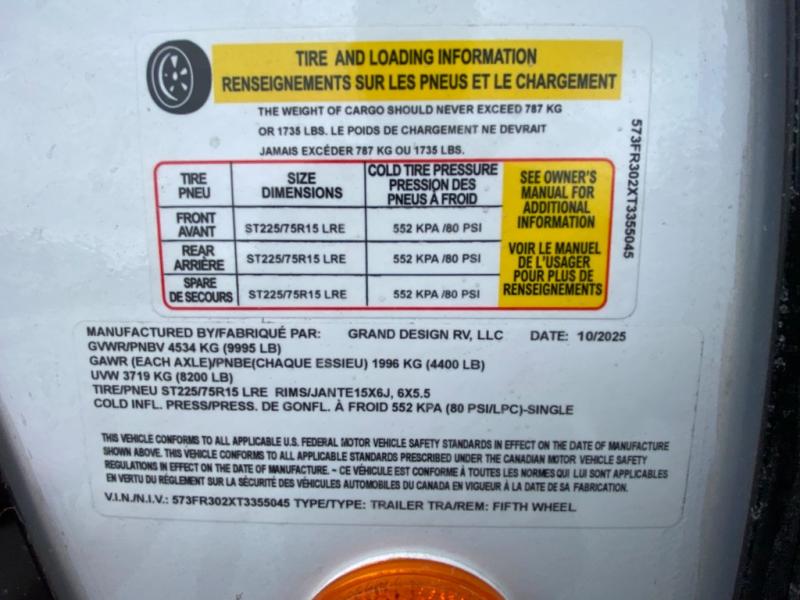 TIRE AND LOADING INFORMATION
RENSEIGNEMENTS SUR LES PNEUS ET LE CHARGEMENT
THE WEIGHT OF CARGO SHOULD NEVER EXCEED 787 KG
OR 1735 LBS. LE POIDS DE CHARGEMENT NE DEVRAIT
JAMAIS EXCÉDER 787 KG OU 1735 LBS.
TIRE
PNEU
SIZE
DIMENSIONS
COLD TIRE PRESSURE
PRESSION DES
PNEUS À FROID
FRONT
AVANT
ST225/75R15 LRE
552 KPA /80 PSI
REAR
ARRIÈRE
ST225/75R15 LRE
552 KPA /80 PSI
SPARE
DE SECOURS
ST225/75R15 LRE
552 KPA /80 PSI
SEE OWNER'S
MANUAL FOR
ADDITIONAL
INFORMATION
VOIR LE MANUEL
DE L'USAGER
POUR PLUS DE
RENSEIGNEMENTS
573FR302XT3355045
MANUFACTURED BY/FABRIQUÉ PAR: GRAND DESIGN RV, LLC DATE: 10/2025
GVWR/PNBV 4534 KG (9995 LB)
GAWR (EACH AXLE)/PNBE(CHAQUE ESSIEU) 1996 KG (4400 LB)
UVW 3719 KG (8200 LB)
TIRE/PNEU ST225/75R15 LRE RIMS/JANTE15X6J, 6X5.5
COLD INFL. PRESS/PRESS. DE GONFL. À FROID 552 KPA (80 PSI/LPC)-SINGLE
THIS VEHICLE CONFORMS TO ALL APPLICABLE U.S. FEDERAL MOTOR VEHICLE SAFETY STANDARDS IN EFFECT ON THE DATE OF MANUFACTURE
SHOWN ABOVE. THIS VEHICLE CONFORMS TO ALL APPLICABLE STANDARDS PRESCRIBED UNDER THE CANADIAN MOTOR VEHICLE SAFETY
REGULATIONS IN EFFECT ON THE DATE OF MANUFACTURE. ~ CE VÉHICULE EST CONFORME À TOUTES LES NORMES QUI LUI SONT APPLICABLES
EN VERTU DU RÉGLEMENT SUR LA SÉCURITÉ DES VÉHICULES AUTOMOBILES DU CANADA EN VIGUEUR À LA DATE DE SA FABRICATION.
V.I.N./N.I.V.: 573FR302XT3355045 TYPE/TYPE: TRAILER TRA/REM: FIFTH WHEEL